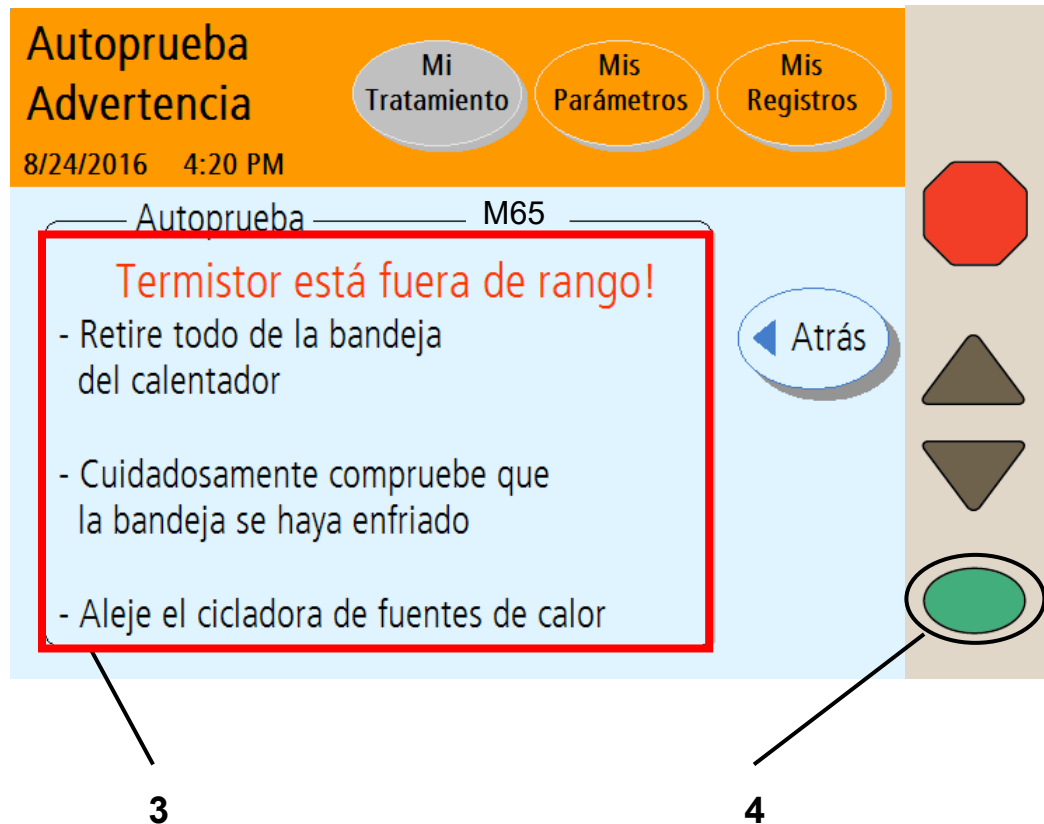 Autoprueba
Advertencia
8/24/2016 4:20 PM
Mi
Tratamiento
Mis
Parámetros
Mis
Registros
Autoprueba M65
Termistor está fuera de rango!
- Retire todo de la bandeja
del calentador
- Cuidadosamente compruebe que
la bandeja se haya enfriado
- Aleje el cicladora de fuentes de calor
Atrás
3
4